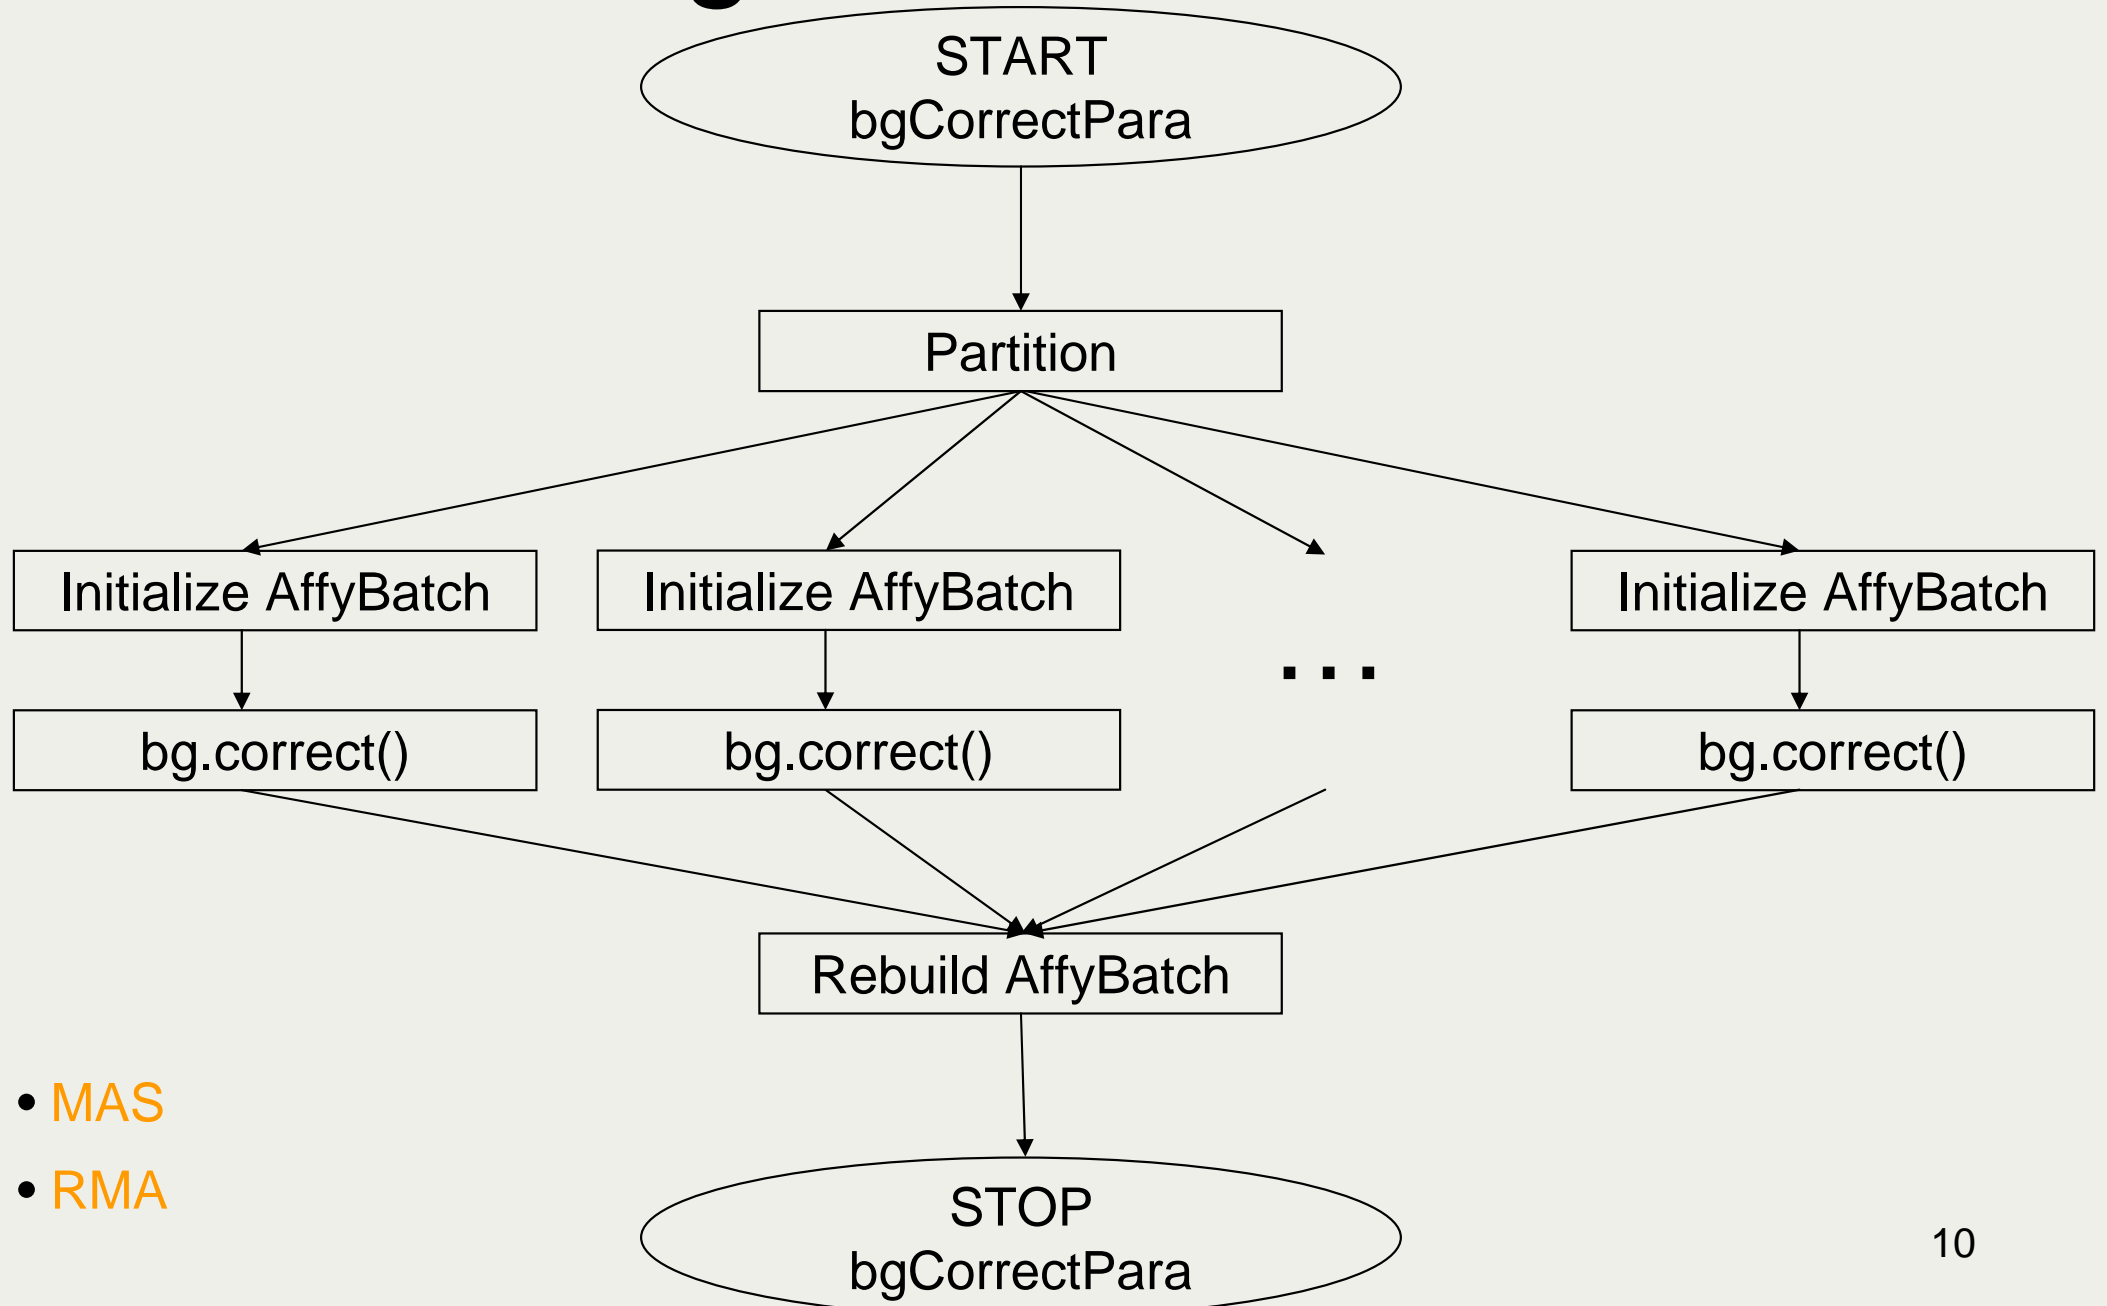 START
bgCorrectPara
Partition
Initialize AffyBatch
Initialize AffyBatch
Initialize AffyBatch
...
bg.correct()
bg.correct()
bg.correct()
Rebuild AffyBatch
• MAS
• RMA
STOP
bgCorrectPara
10